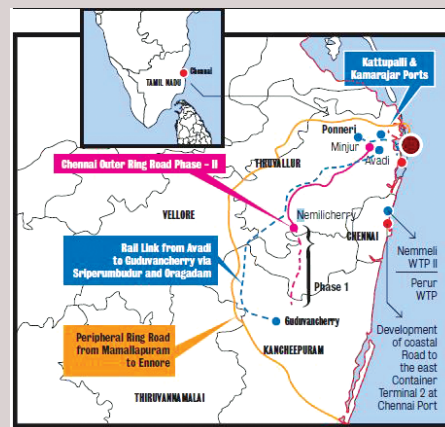 Chennai
TAMIL NADU
Kattupalli &
Kamarajar Ports
Ponneri
Minjur
Avadi
Chennai Outer Ring Road Phase - II
TIRUVALLUR
VELLORE
Nemilicherry
CHENNAI
Rail Link from Avadi
to Guduvancherry via
Sriperumbudur and Oragadam
Phase 1
Nemmeli
WTP II
Perur
WTP
Guduvancherry
Peripheral Ring Road
from Mamallapuram
to Ennore
KANCHEEPURAM
Development
of coastal
Road to
the east
Container
Terminal 2 at
Chennai Port
THIRUVANNAMALAI